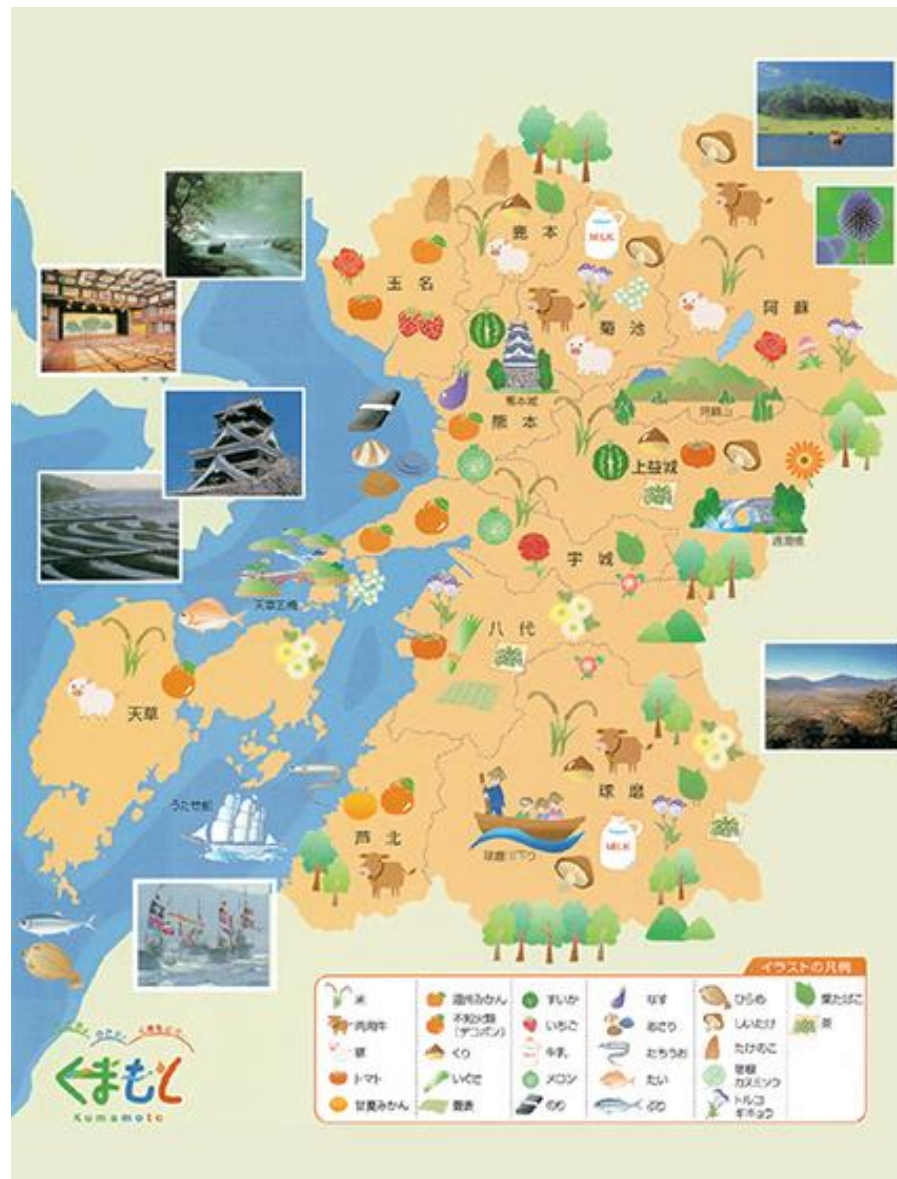 鹿本
MILK
玉名
菊池
阿蘇
熊本城
阿蘇山
熊本
上益城
通潤橋
宇城
天草五橋
八代
天草
うたせ船
球磨
芦北
球磨川下り
MILK
イラストの凡例
米
温州みかん
すいか
なす
ひらめ
葉たばこ
肉用牛
不知火類
(デコポン)
いちご
あさり
しいたけ
茶
豚
くり
牛乳
たちうお
たけのこ
トマト
いぐさ
メロン
たい
宿根
カスミソウ
甘夏みかん
畳表
のり
ぶり
トルコ
ギキョウ
くまもと
Kumamoto